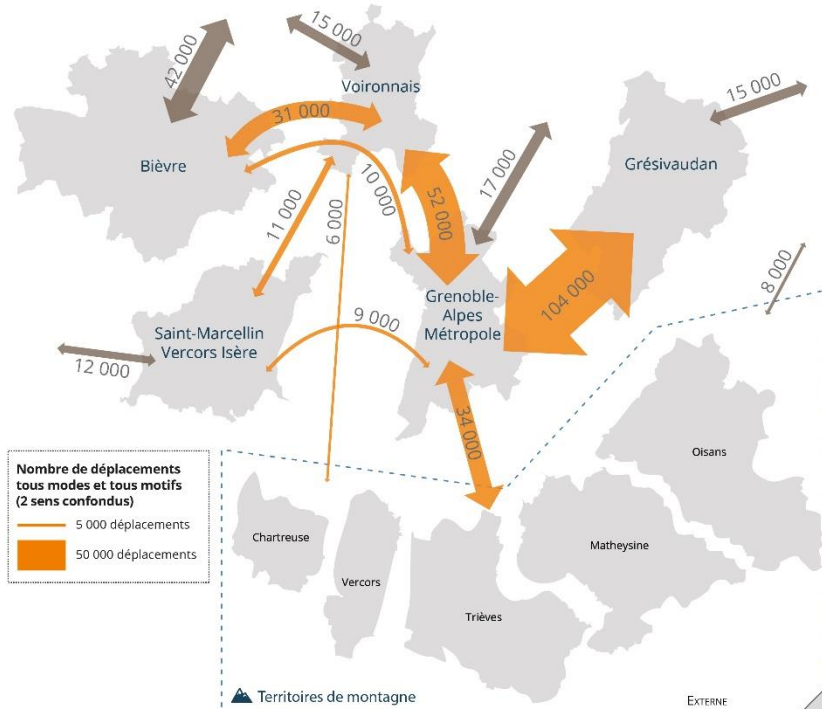 42 000
15 000
Voironnais
31 000
Bièvre
10 000
52 000
17 000
15 000
Grésivaudan
11 000
6 000
104 000
8 000
Grenoble-
Alpes
Métropole
Saint-Marcellin
Vercors Isère
9 000
12 000
34 000
Nombre de déplacements
tous modes et tous motifs
(2 sens confondus)
5 000 déplacements
50 000 déplacements
Oisans
Chartreuse
Vercors
Matheysine
Trièves
Territoires de montagne
EXTERNE